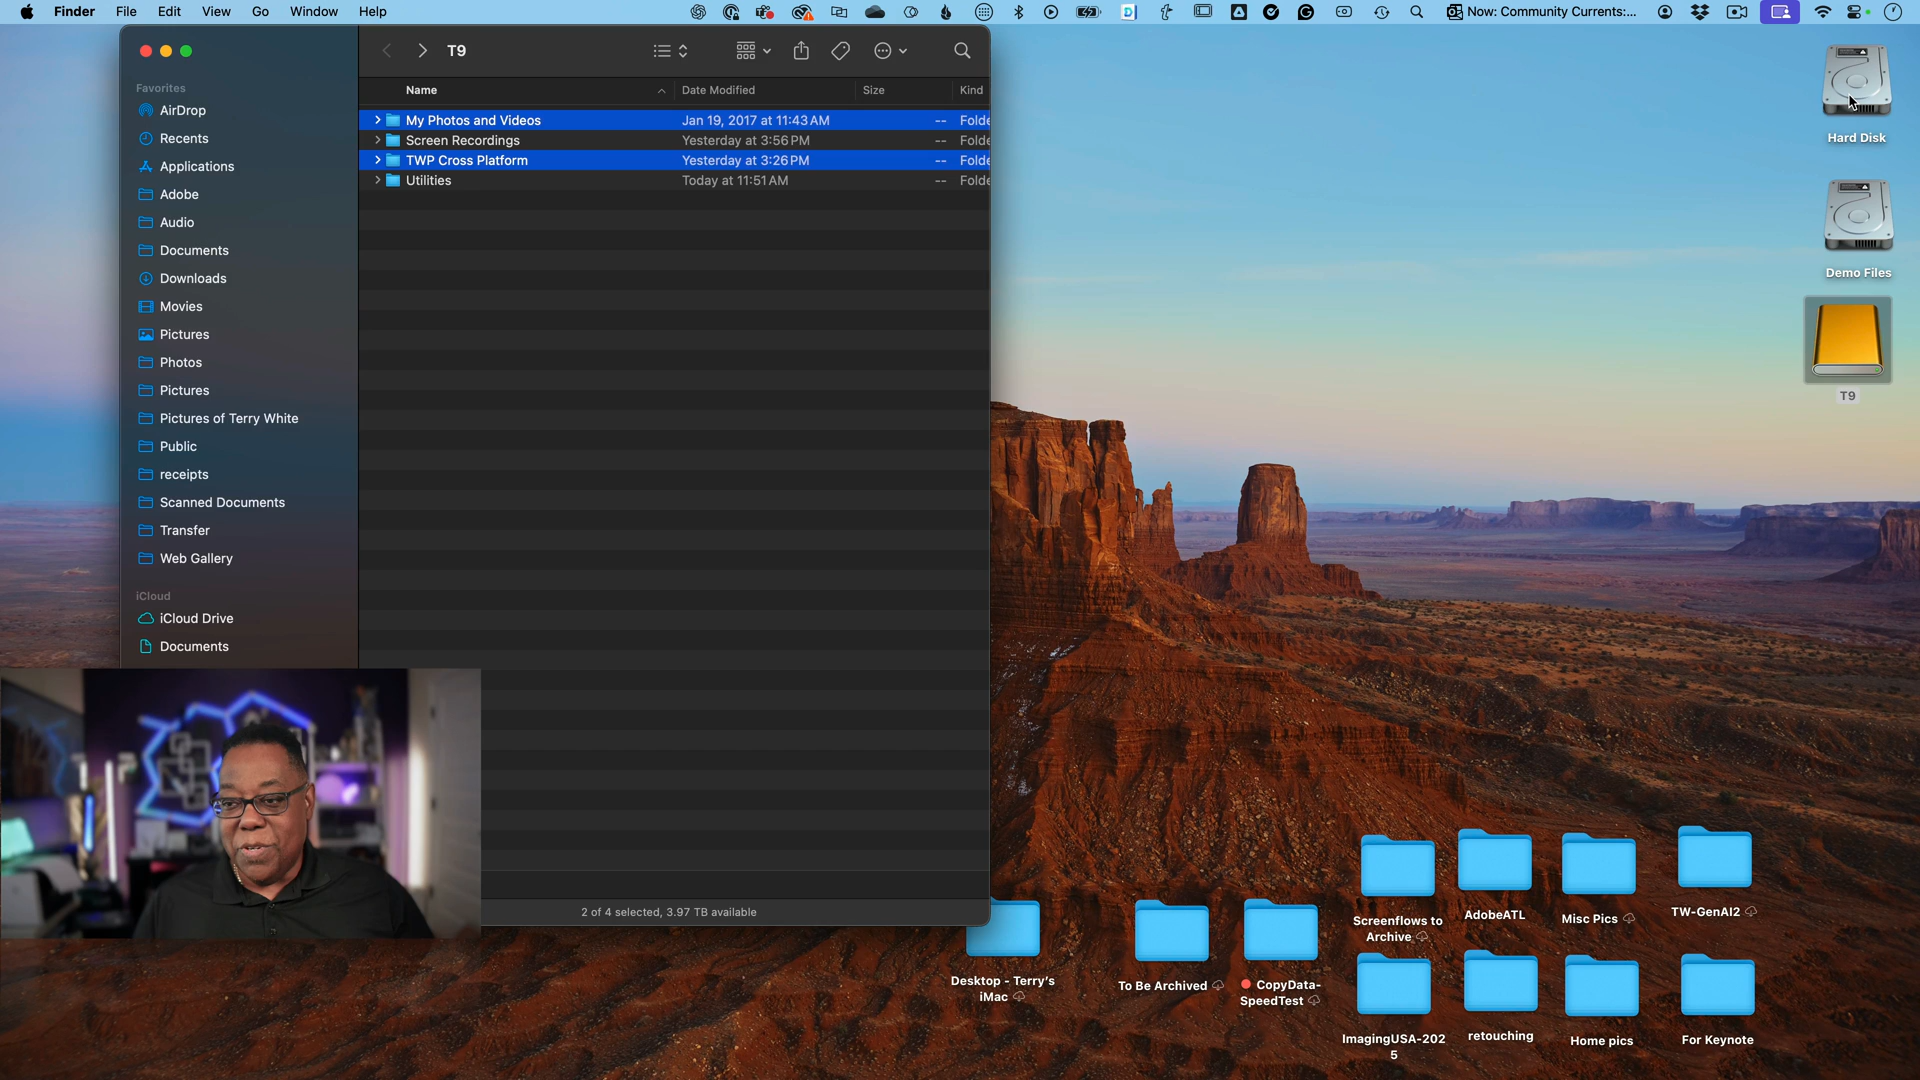 Finder File Edit View Go Window Help
Now: Community Currents:...
T9
Name Date Modified Size Kind
My Photos and Videos Jan 19, 2017 at 11:43 AM -- Folde
Screen Recordings Yesterday at 3:56 PM -- Folde
TWP Cross Platform Yesterday at 3:26 PM -- Folde
Utilities Today at 11:51 AM -- Folde
Favorites
AirDrop
Recents
Applications
Adobe
Audio
Documents
Downloads
Movies
Pictures
Photos
Pictures
Pictures of Terry White
Public
receipts
Scanned Documents
Transfer
Web Gallery
iCloud
iCloud Drive
Documents
2 of 4 selected, 3.97 TB available
Hard Disk
Demo Files
T9
Screenflows to
Archive
AdobeATL
Misc Pics
TW-GenAI2
Desktop - Terry's
iMac
To Be Archived
CopyData-
SpeedTest
ImagingUSA-202
5
retouching
Home pics
For Keynote